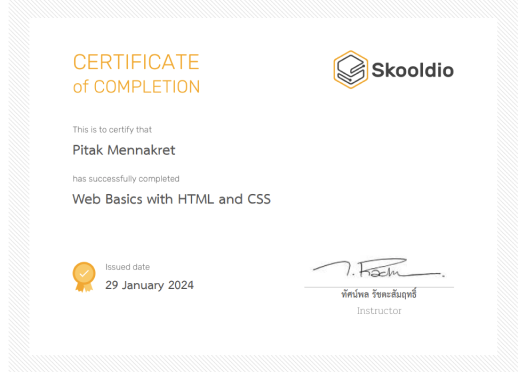 CERTIFICATE
of COMPLETION
Skooldio
This is to certify that
Pitak Mennakret
has successfully completed
Web Basics with HTML and CSS
Issued date
29 January 2024
ทัศน์พล รัชตะสัมฤทธิ์
Instructor